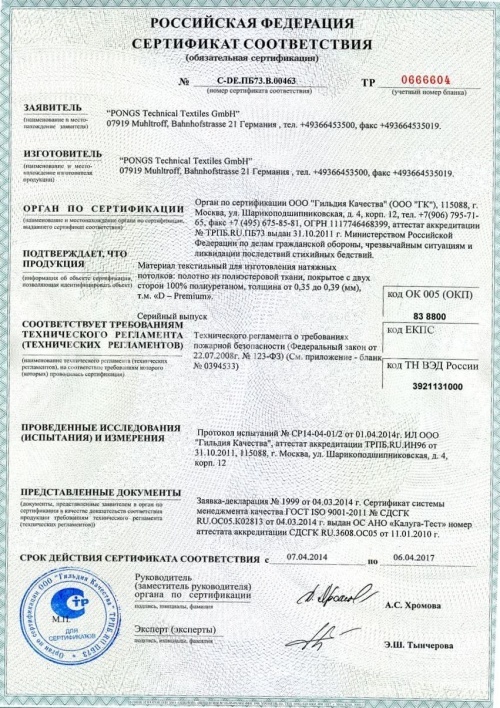 РОССИЙСКАЯ ФЕДЕРАЦИЯ
СЕРТИФИКАТ СООТВЕТСТВИЯ
(обязательная сертификация)
№ C-DE.ПБ73.В.00463
(номер сертификата соответствия)
ТР 0666604
(учетный номер бланка)
ЗАЯВИТЕЛЬ
(наименование и место-
нахождение заявителя)
"PONGS Technical Textiles GmbH"
07919 Muhltroff, Bahnhofstrasse 21 Германия , тел. +49366453500, факс +493664535019.
ИЗГОТОВИТЕЛЬ
(наименование и место-
нахождение изготовителя
продукции)
"PONGS Technical Textiles GmbH"
07919 Muhltroff, Bahnhofstrasse 21 Германия , тел. +49366453500, факс +493664535019.
ОРГАН ПО СЕРТИФИКАЦИИ
(наименование и местонахождение органа по сертификации,
выдавшего сертификат соответствия)
Орган по сертификации ООО "Гильдия Качества" (ООО "ГК"), 115088, г.
Москва, ул. Шарикоподшипниковская, д. 4, корп. 12, тел.+7(906) 795-71-
65, факс +7 (495) 675-85-81, ОГРН 1117746468399, аттестат аккредитации
№ ТРПБ.RU.ПБ73 выдан 31.10.2011 г. Министерством Российской
Федерации по делам гражданской обороны, чрезвычайным ситуациям и
ликвидации последствий стихийных бедствий.
ПОДТВЕРЖДАЕТ, ЧТО
ПРОДУКЦИЯ
(информация об объекте сертификации,
позволяющая идентифицировать объект)
Материал текстильный для изготовления натяжных
потолков: полотно из полиэстеровой ткани, покрытое с двух
сторон 100% полиуретаном, толщина от 0,35 до 0,39 (мм),
т.м. «D – Premium».
Серийный выпуск
код ОК 005 (ОКП)
83 8800
код ЕКПС
код ТН ВЭД России
3921131000
СООТВЕТСТВУЕТ ТРЕБОВАНИЯМ
ТЕХНИЧЕСКОГО РЕГЛАМЕНТА
(ТЕХНИЧЕСКИХ РЕГЛАМЕНТОВ)
(наименование технического регламента (технических
регламентов), на соответствие требованиям которого
(которых) проводилась сертификация)
Технического регламента о требованиях
пожарной безопасности (Федеральный закон от
22.07.2008г. № 123-ФЗ) (См. приложение - бланк
№ 0394533)
ПРОВЕДЕННЫЕ ИССЛЕДОВАНИЯ
(ИСПЫТАНИЯ) И ИЗМЕРЕНИЯ
Протокол испытаний № СР14-04-01/2 от 01.04.2014г. ИЛ ООО
"Гильдия Качества", аттестат аккредитации ТРПБ.RU.ИН96 от
31.10.2011, 115088, г. Москва, ул. Шарикоподшипниковская, д. 4,
корп. 12
ПРЕДСТАВЛЕННЫЕ ДОКУМЕНТЫ
(документы, представленные заявителем в орган по
сертификации в качестве доказательств соответствия
продукции требованиям технического регламента
(технических регламентов))
Заявка-декларация № 1999 от 04.03.2014 г. Сертификат системы
менеджмента качества ГОСТ ISO 9001-2011 № СДСГК
RU.OC05.K02813 от 04.03.2014 г. выдан ОС АНО «Калуга-Тест» номер
аттестата аккредитации СДСГК RU.3608.OC05 от 11.01.2010 г.
СРОК ДЕЙСТВИЯ СЕРТИФИКАТА СООТВЕТСТВИЯ с 07.04.2014 по 06.04.2017
Руководитель
(заместитель руководителя)
органа по сертификации
подпись, инициалы, фамилия
А.С. Хромова
М.П.
Эксперт (эксперты)
подпись, инициалы, фамилия
Э.Ш. Тынчерова
Орган по сертификации ООО "Гильдия Качества" ТРПБ.RU.ПБ73
ДЛЯ
СЕРТИФИКАТОВ